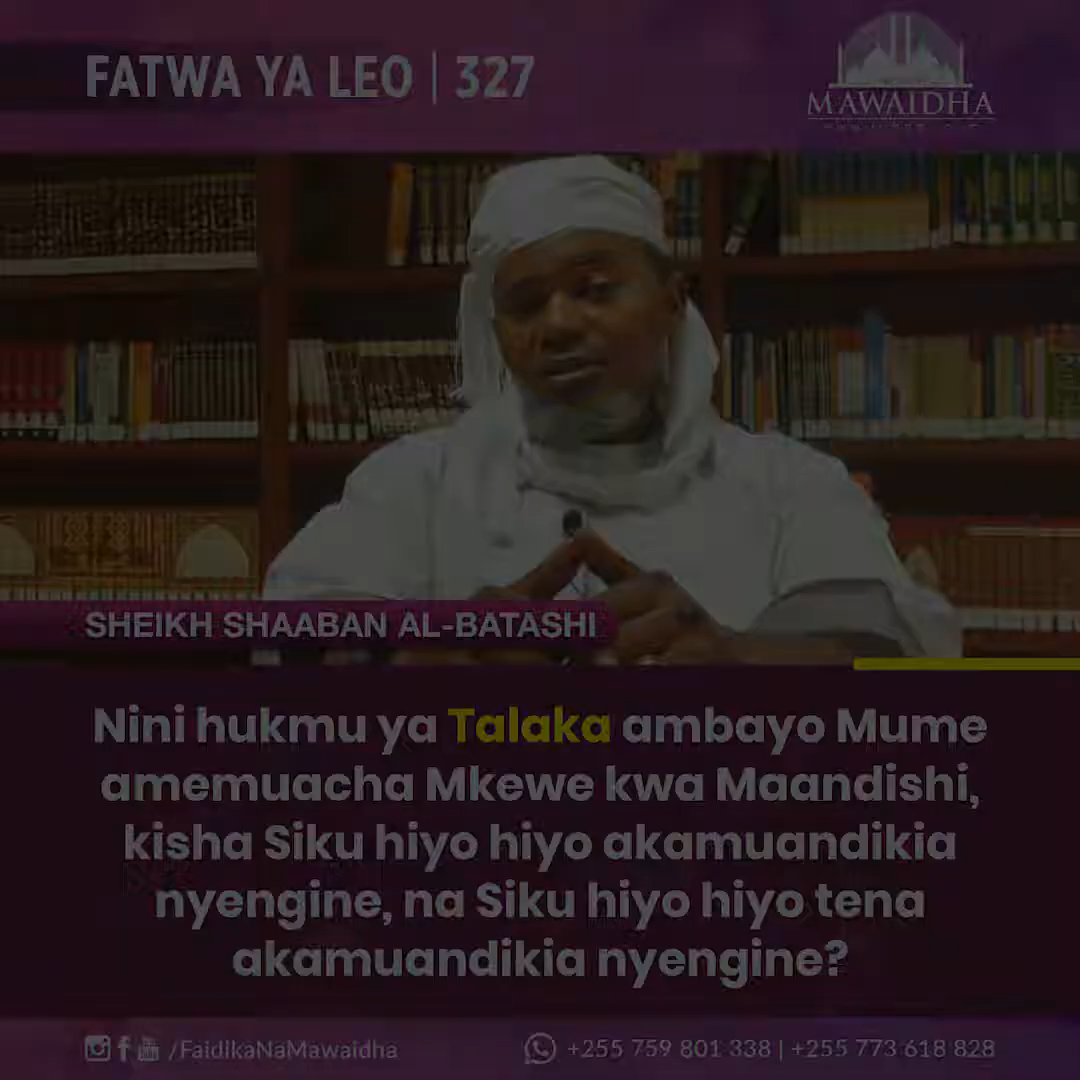 FATWA YA LEO | 327
MAWAIDHA
SHEIKH SHAABAN AL-BATASHI
Nini hukmu ya Talaka ambayo Mume
amemuacha Mkewe kwa Maandishi,
kisha Siku hiyo hiyo akamuandikia
nyengine, na Siku hiyo hiyo tena
akamuandikia nyengine?
/FaidikaNaMawaidha
+255 759 801 338 | +255 773 618 828